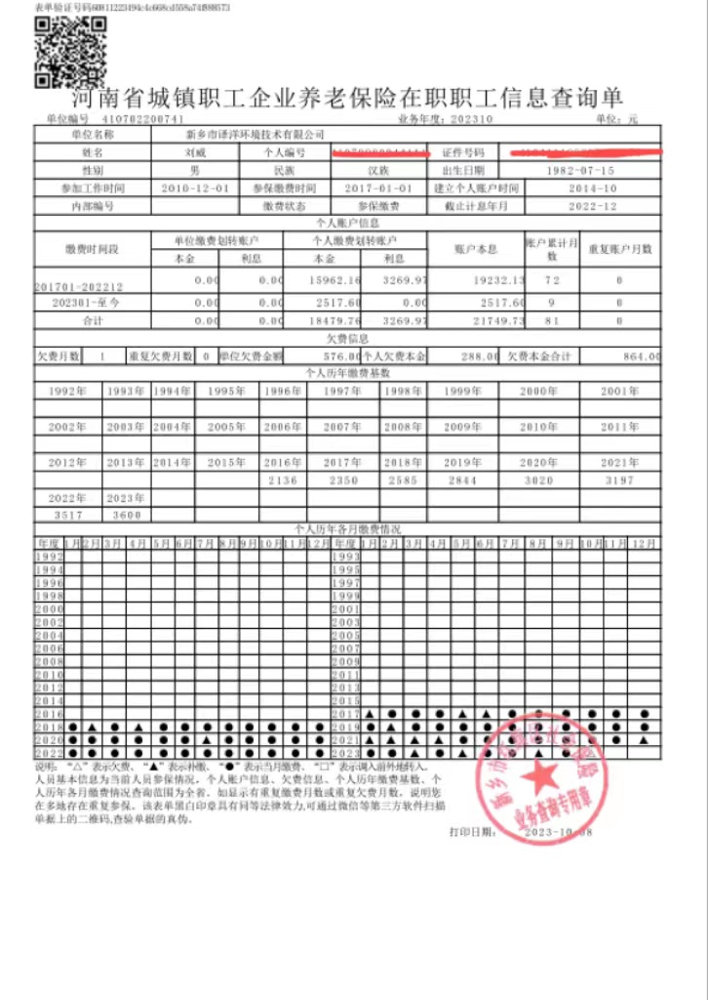 表单验证号码60811223494c4c668cd558a74f988573
河南省城镇职工企业养老保险在职职工信息查询单
单位编号 410702200741 业务年度：202310 单位：元
单位名称 新乡市译洋环境技术有限公司
姓名 刘威 个人编号 证件号码
性别 男 民族 汉族 出生日期 1982-07-15
参加工作时间 2010-12-01 参保缴费时间 2017-01-01 建立个人账户时间 2014-10
内部编号 缴费状态 参保缴费 截止计息年月 2022-12
个人账户信息
缴费时间段 单位缴费划转账户 个人缴费划转账户 账户本息 账户累计月数 重复账户月数
本金 利息 本金 利息
201701-202212 0.00 0.00 15962.16 3269.97 19232.13 72 0
202301-至今 0.00 0.00 2517.60 0.00 2517.60 9 0
合计 0.00 0.00 18479.76 3269.97 21749.73 81 0
欠费信息
欠费月数 1 重复欠费月数 0 单位欠费金额 576.00 个人欠费本金 288.00 欠费本金合计 864.00
个人历年缴费基数
1992年 1993年 1994年 1995年 1996年 1997年 1998年 1999年 2000年 2001年
2002年 2003年 2004年 2005年 2006年 2007年 2008年 2009年 2010年 2011年
2012年 2013年 2014年 2015年 2016年 2017年 2018年 2019年 2020年 2021年
2136 2350 2585 2844 3020 3197
2022年 2023年
3517 3600
个人历年各月缴费情况
年度 1月 2月 3月 4月 5月 6月 7月 8月 9月 10月 11月 12月 年度 1月 2月 3月 4月 5月 6月 7月 8月 9月 10月 11月 12月
1992 1993
1994 1995
1996 1997
1998 1999
2000 2001
2002 2003
2004 2005
2006 2007
2008 2009
2010 2011
2012 2013
2014 2015
2016 2017
2018 2019
2020 2021
2022 2023
说明：“△”表示欠费、“▲”表示补缴、“●”表示当月缴费、“□”表示调入前外地转入。
人员基本信息为当前人员参保情况，个人账户信息、欠费信息、个人历年缴费基数、个
人历年各月缴费情况查询范围为全省。如显示有重复缴费月数或重复欠费月数，说明您
在多地存在重复参保。该表单黑白印章具有同等法律效力，可通过微信等第三方软件扫描
单据上的二维码，查验单据的真伪。
业务查询专用章
打印日期： 2023-10-08